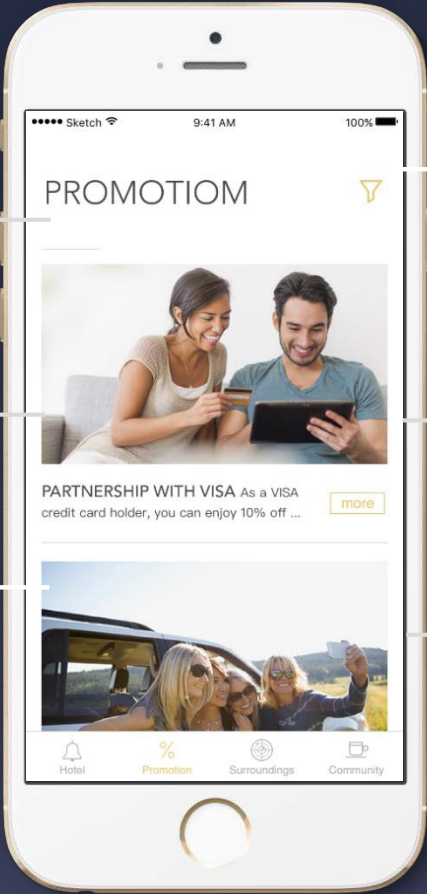 ●●●●● Sketch 9:41 AM 100%
PROMOTIOM
PARTNERSHIP WITH VISA As a VISA
credit card holder, you can enjoy 10% off ...
more
Hotel % Promotion Surroundings Community